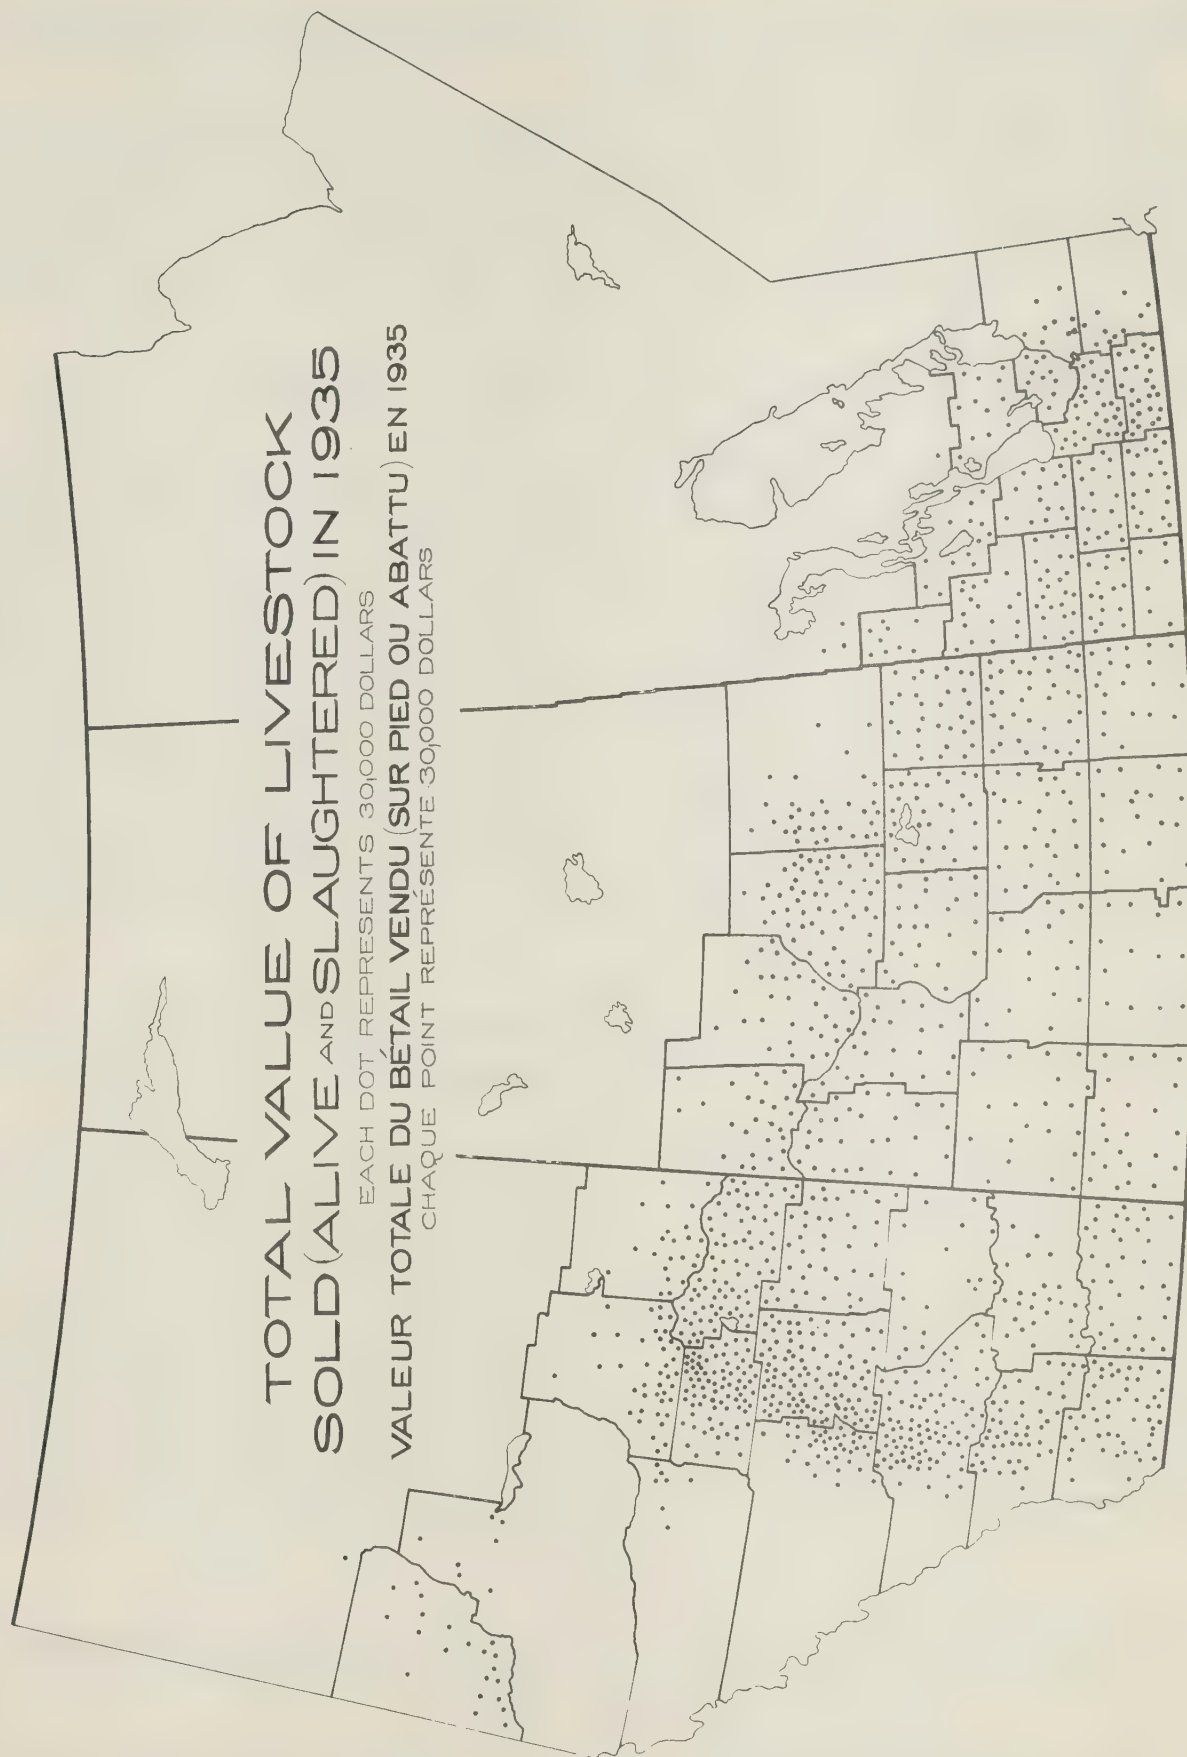 TOTAL VALUE OF LIVESTOCK
SOLD (ALIVE AND SLAUGHTERED) IN 1935
EACH DOT REPRESENTS 30,000 DOLLARS
VALEUR TOTALE DU BÉTAIL VENDU (SUR PIED OU ABATTU) EN 1935
CHAQUE POINT REPRÉSENTE 30,000 DOLLARS